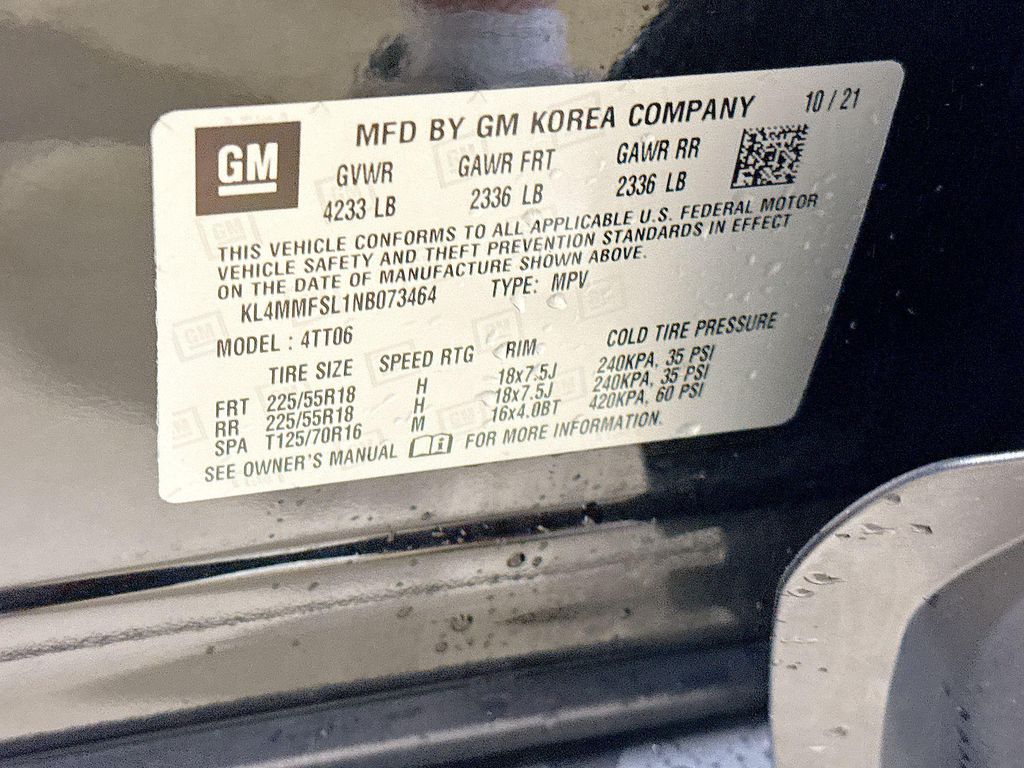 GM
MFD BY GM KOREA COMPANY 10 / 21
GVWR GAWR FRT GAWR RR
4233 LB 2336 LB 2336 LB
THIS VEHICLE CONFORMS TO ALL APPLICABLE U.S. FEDERAL MOTOR
VEHICLE SAFETY AND THEFT PREVENTION STANDARDS IN EFFECT
ON THE DATE OF MANUFACTURE SHOWN ABOVE.
KL4MMFSL1NB073464 TYPE: MPV
MODEL : 4TT06
TIRE SIZE SPEED RTG RIM COLD TIRE PRESSURE
FRT 225/55R18 H 18x7.5J 240KPA, 35 PSI
RR 225/55R18 H 18x7.5J 240KPA, 35 PSI
SPA T125/70R16 M 16x4.0BT 420KPA, 60 PSI
SEE OWNER'S MANUAL FOR MORE INFORMATION.